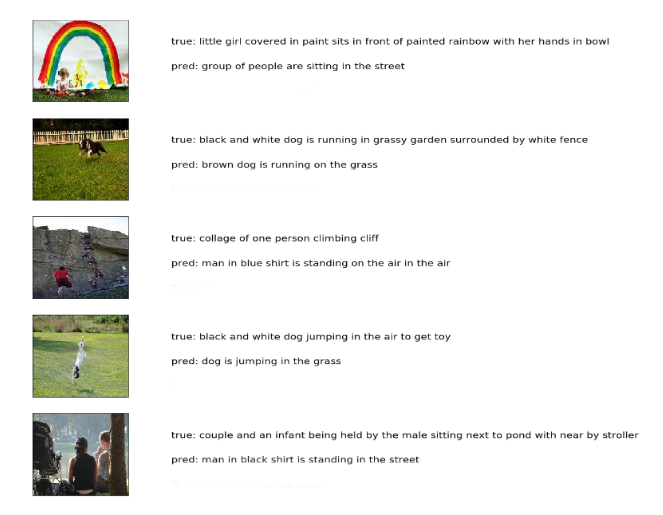 true: little girl covered in paint sits in front of painted rainbow with her hands in bowl
pred: group of people are sitting in the street
true: black and white dog is running in grassy garden surrounded by white fence
pred: brown dog is running on the grass
true: collage of one person climbing cliff
pred: man in blue shirt is standing on the air in the air
true: black and white dog jumping in the air to get toy
pred: dog is jumping in the grass
true: couple and an infant being held by the male sitting next to pond with near by stroller
pred: man in black shirt is standing in the street